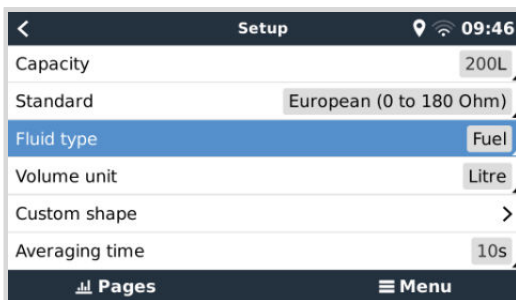 Setup 09:46
Capacity 200L
Standard European (0 to 180 Ohm)
Fluid type Fuel
Volume unit Litre
Custom shape
Averaging time 10s
Pages Menu